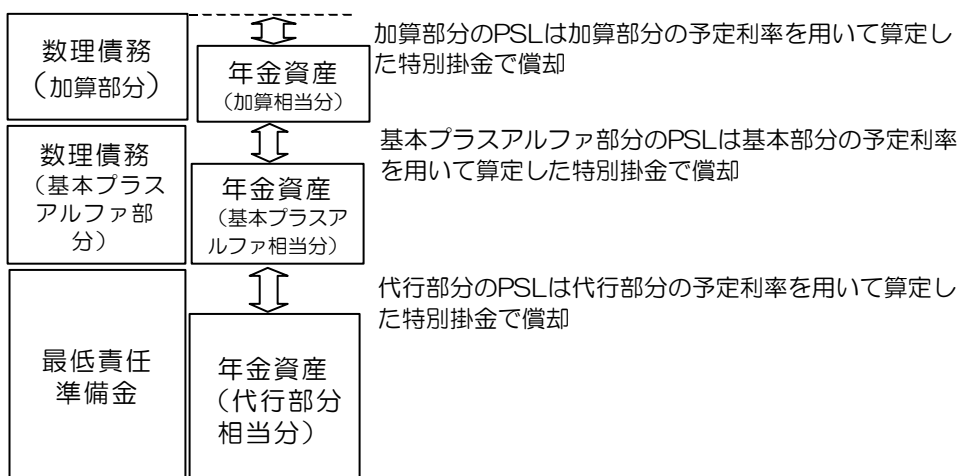 数理債務
（加算部分）
年金資産
（加算相当分）
加算部分のPSLは加算部分の予定利率を用いて算定し
た特別掛金で償却
数理債務
（基本プラス
アルファ部
分）
年金資産
（基本プラスア
ルファ相当分）
基本プラスアルファ部分のPSLは基本部分の予定利率
を用いて算定した特別掛金で償却
最低責任
準備金
年金資産
（代行部分
相当分）
代行部分のPSLは代行部分の予定利率を用いて算定し
た特別掛金で償却